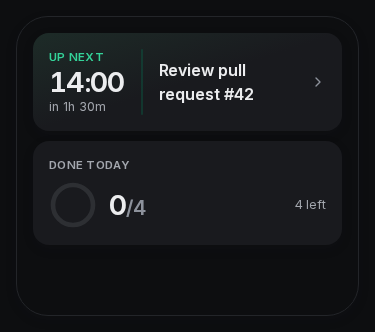 UP NEXT
14:00
in 1h 30m
Review pull
request #42
DONE TODAY
0/4
4 left